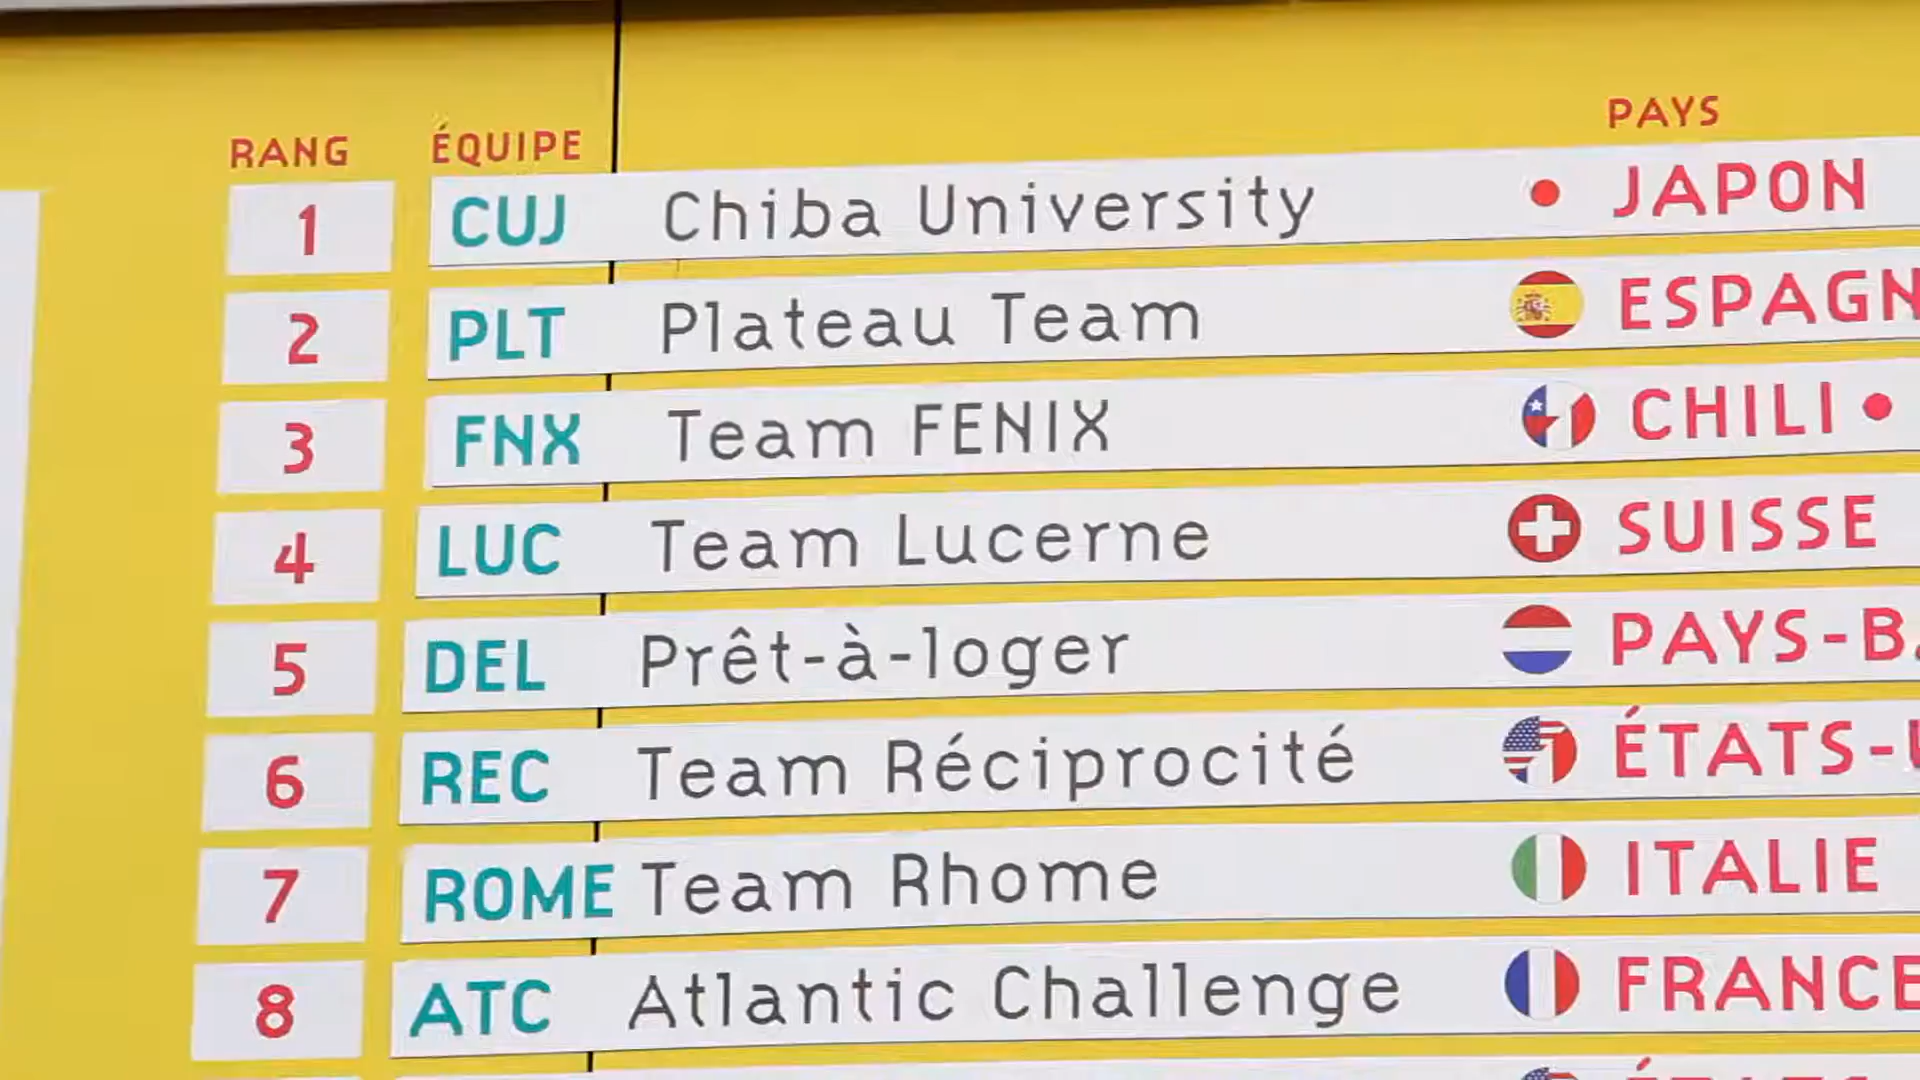 RANG ÉQUIPE PAYS
1 CUJ Chiba University JAPON
2 PLT Plateau Team ESPAGN
3 FNX Team FENIX CHILI •
4 LUC Team Lucerne SUISSE
5 DEL Prêt-à-loger PAYS-B
6 REC Team Réciprocité ÉTATS-U
7 ROME Team Rhome ITALIE
8 ATC Atlantic Challenge FRANCE